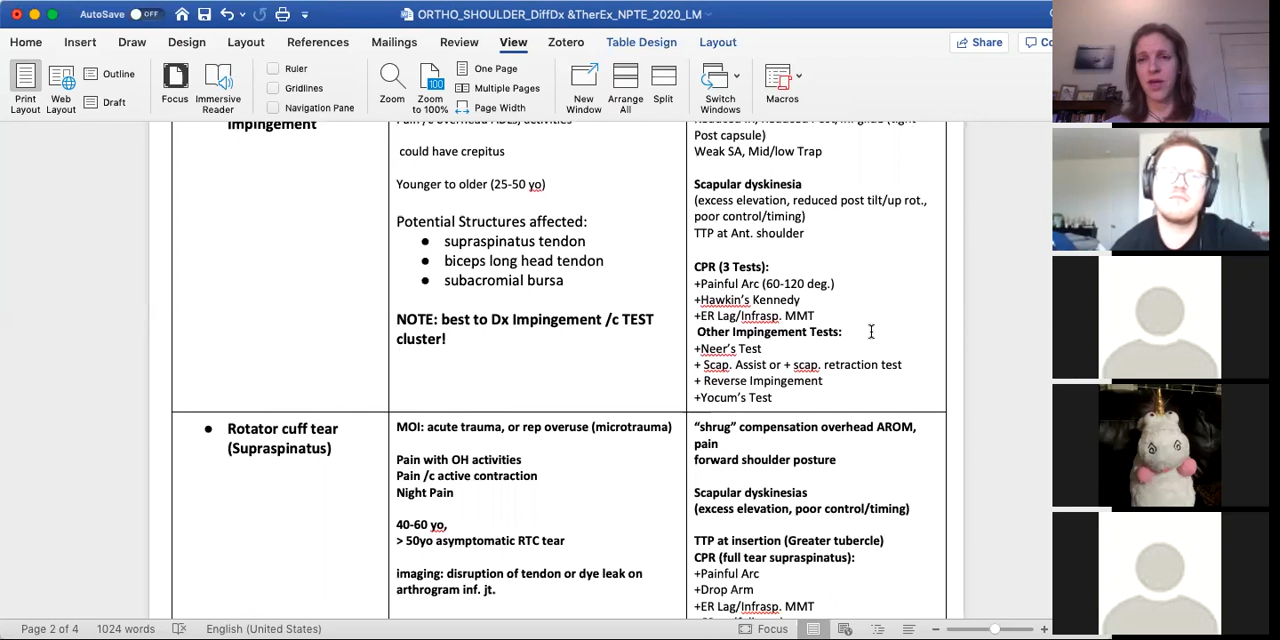 AutoSave OFF
ORTHO_SHOULDER_DiffDx &TherEx_NPTE_2020_LM
Home Insert Draw Design Layout References Mailings Review View Zotero Table Design Layout Share Co
Print Layout
Web Layout
Outline
Draft
Focus
Immersive Reader
Ruler
Gridlines
Navigation Pane
Zoom
Zoom to 100%
100
One Page
Multiple Pages
Page Width
New Window
Arrange All
Split
Switch Windows
Macros
Impingement
could have crepitus
Younger to older (25-50 yo)
Potential Structures affected:
● supraspinatus tendon
● biceps long head tendon
● subacromial bursa
NOTE: best to Dx Impingement /c TEST
cluster!
Post capsule)
Weak SA, Mid/low Trap
Scapular dyskinesia
(excess elevation, reduced post tilt/up rot.,
poor control/timing)
TTP at Ant. shoulder
CPR (3 Tests):
+Painful Arc (60-120 deg.)
+Hawkin's Kennedy
+ER Lag/Infrasp. MMT
Other Impingement Tests:
+Neer's Test
+ Scap. Assist or + scap. retraction test
+ Reverse Impingement
+Yocum's Test
● Rotator cuff tear
(Supraspinatus)
MOI: acute trauma, or rep overuse (microtrauma)
Pain with OH activities
Pain /c active contraction
Night Pain
40-60 yo,
> 50yo asymptomatic RTC tear
imaging: disruption of tendon or dye leak on
arthrogram inf. jt.
"shrug" compensation overhead AROM,
pain
forward shoulder posture
Scapular dyskinesias
(excess elevation, poor control/timing)
TTP at insertion (Greater tubercle)
CPR (full tear supraspinatus):
+Painful Arc
+Drop Arm
+ER Lag/Infrasp. MMT
Page 2 of 4 1024 words English (United States) Focus